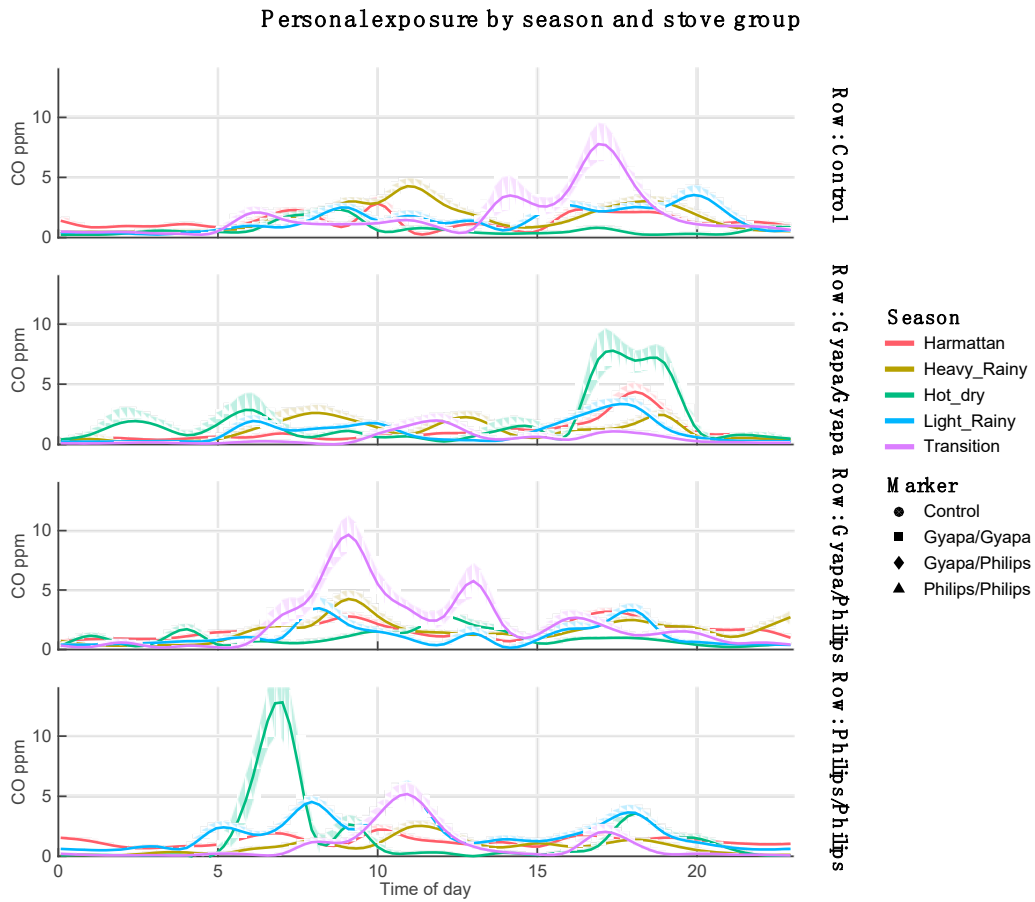 Personal exposure by season and stove group
10
5
0
CO ppm
Row: Control
10
5
0
CO ppm
Row: Gyapa/Gyapa
10
5
0
CO ppm
Row: Gyapa/Philips
10
5
0
CO ppm
Row: Philips/Philips
0 5 10 15 20
Time of day
Season
Harmattan
Heavy_Rainy
Hot_dry
Light_Rainy
Transition
Marker
Control
Gyapa/Gyapa
Gyapa/Philips
Philips/Philips